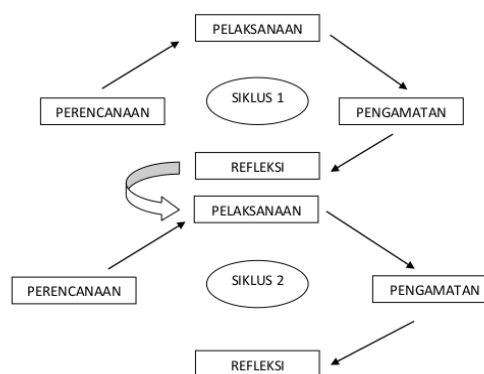 PELAKSANAAN
SIKLUS 1
PERENCANAAN
PENGAMATAN
REFLEKSI
PELAKSANAAN
SIKLUS 2
PERENCANAAN
PENGAMATAN
REFLEKSI